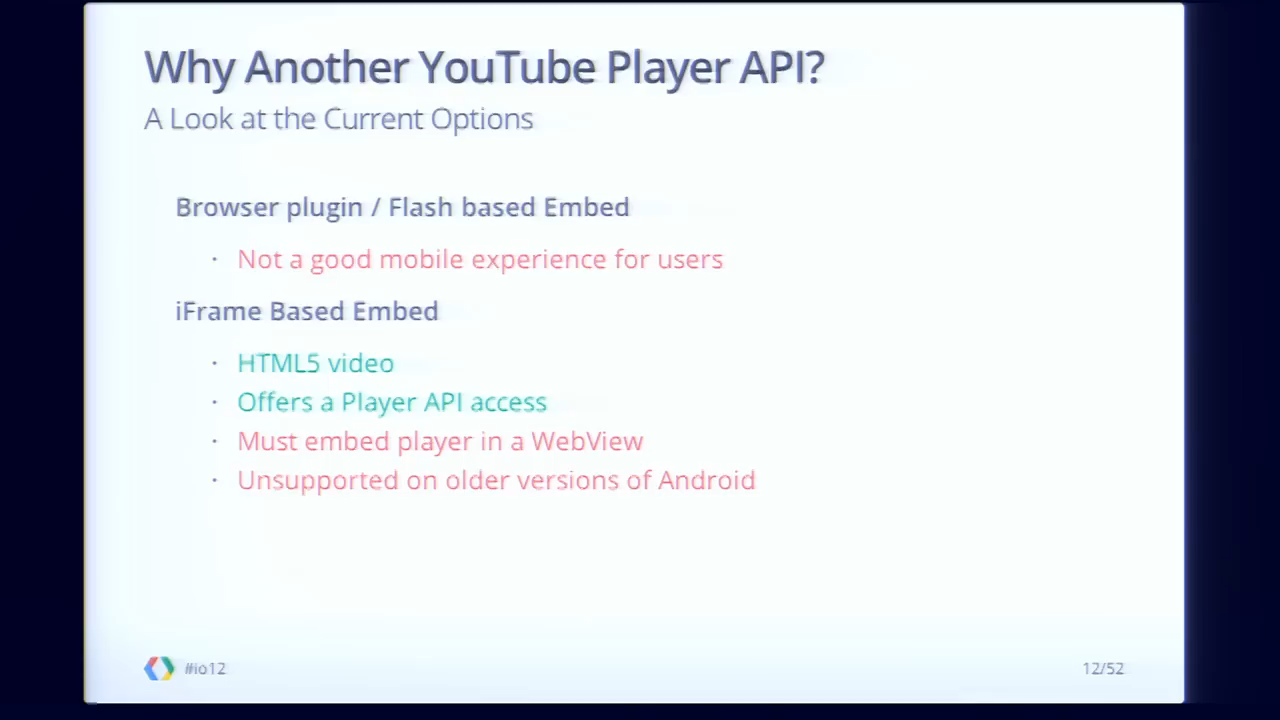 Why Another YouTube Player API?
A Look at the Current Options
Browser plugin / Flash based Embed
· Not a good mobile experience for users
iFrame Based Embed
· HTML5 video
· Offers a Player API access
· Must embed player in a WebView
· Unsupported on older versions of Android
#io12
12/52